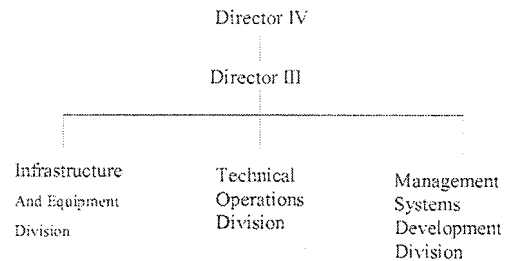 Director IV
Director III
Infrastructure
And Equipment
Division
Technical
Operations
Division
Management
Systems
Development
Division